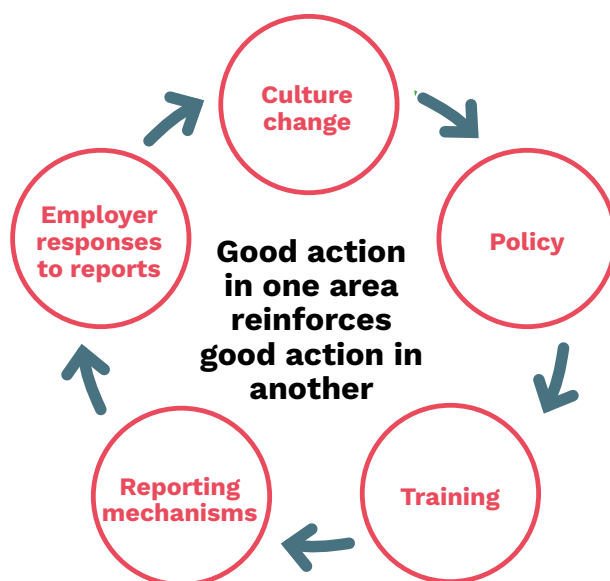 Culture
change
Policy
Training
Reporting
mechanisms
Employer
responses
to reports
Good action
in one area
reinforces
good action in
another